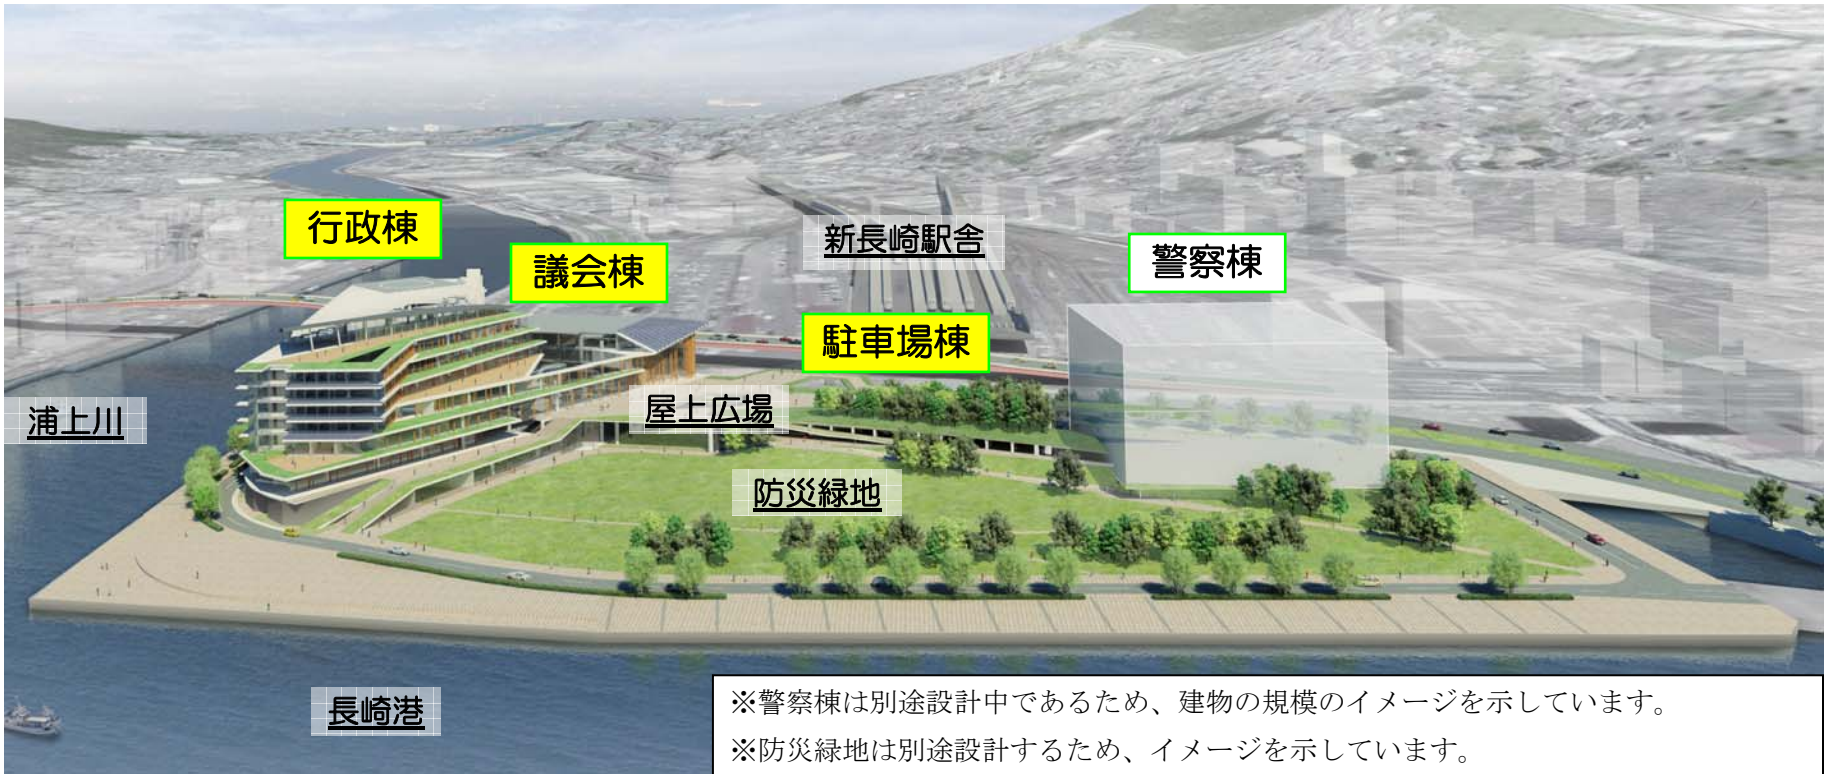 行政棟
議会棟
新長崎駅舎
警察棟
駐車場棟
浦上川
屋上広場
防災緑地
長崎港
※警察棟は別途設計中であるため、建物の規模のイメージを示しています。
※防災緑地は別途設計するため、イメージを示しています。